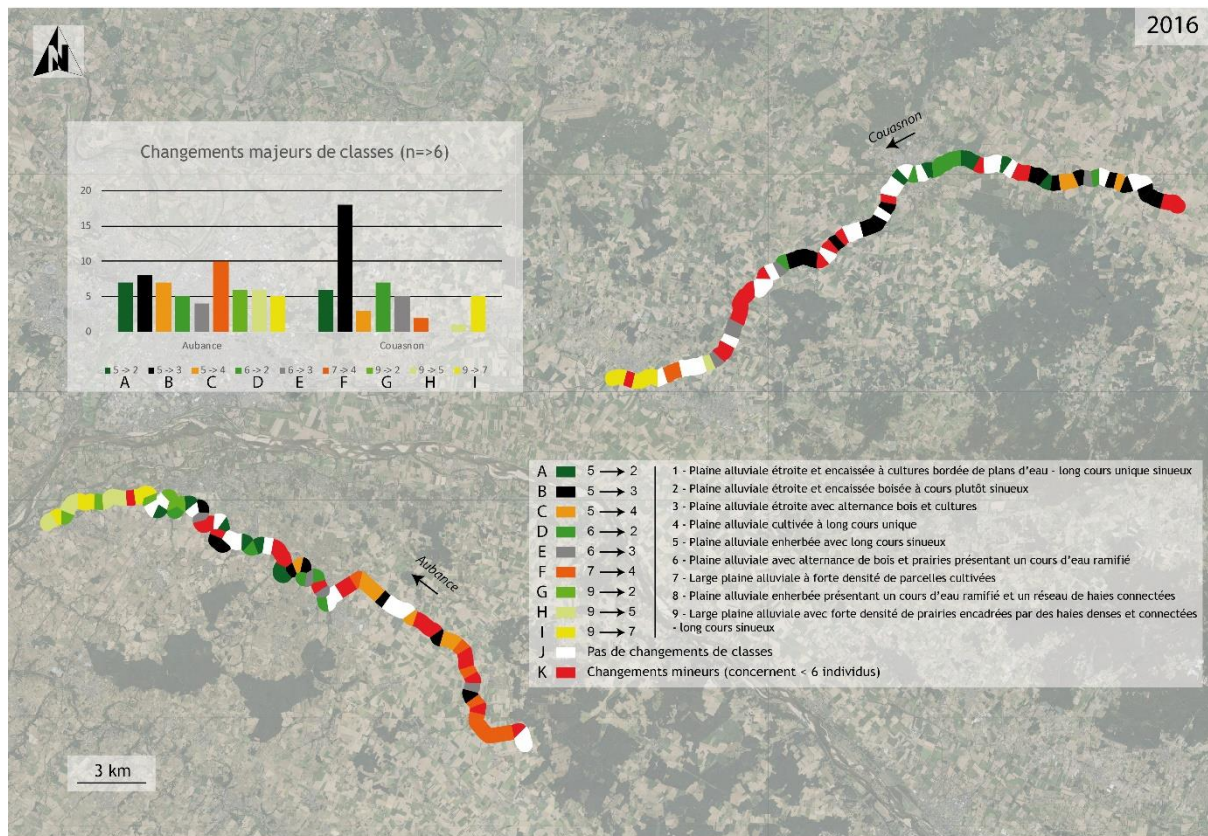 N
2016
Couasnon
Changements majeurs de classes (n=>6)
20
15
10
5
0
Aubance
Couasnon
5 -> 2 5 -> 3 5 -> 4 6 -> 2 6 -> 3 7 -> 4 9 -> 2 9 -> 5 9 -> 7
A B C D E F G H I
Aubance
A 5 → 2
B 5 → 3
C 5 → 4
D 6 → 2
E 6 → 3
F 7 → 4
G 9 → 2
H 9 → 5
I 9 → 7
J Pas de changements de classes
K Changements mineurs (concernent < 6 individus)
1 - Plaine alluviale étroite et encaissée à cultures bordée de plans d'eau - long cours unique sinueux
2 - Plaine alluviale étroite et encaissée boisée à cours plutôt sinueux
3 - Plaine alluviale étroite avec alternance bois et cultures
4 - Plaine alluviale cultivée à long cours unique
5 - Plaine alluviale enherbée avec long cours sinueux
6 - Plaine alluviale avec alternance de bois et prairies présentant un cours d'eau ramifié
7 - Large plaine alluviale à forte densité de parcelles cultivées
8 - Plaine alluviale enherbée présentant un cours d'eau ramifié et un réseau de haies connectées
9 - Large plaine alluviale avec forte densité de prairies encadrées par des haies denses et connectées
- long cours sinueux
3 km